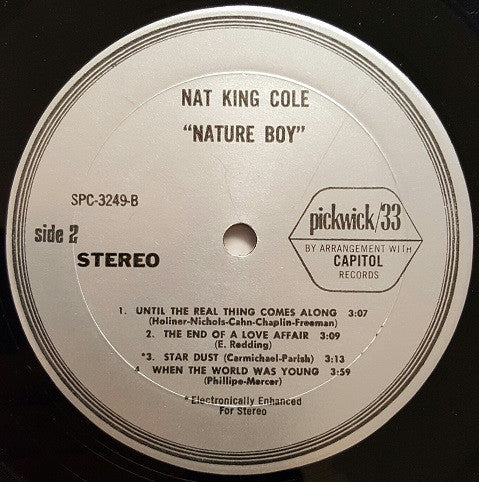 NAT KING COLE
"NATURE BOY"
SPC-3249-B
side 2
STEREO
pickwick/33
BY ARRANGEMENT WITH
CAPITOL
RECORDS
1. UNTIL THE REAL THING COMES ALONG 3:07
(Holiner-Nichols-Cahn-Chaplin-Freeman)
2. THE END OF A LOVE AFFAIR 3:09
(E. Redding)
*3. STAR DUST (Carmichael-Parish) 3:13
4. WHEN THE WORLD WAS YOUNG 3:59
(Phillipe-Mercer)
*Electronically Enhanced
For Stereo